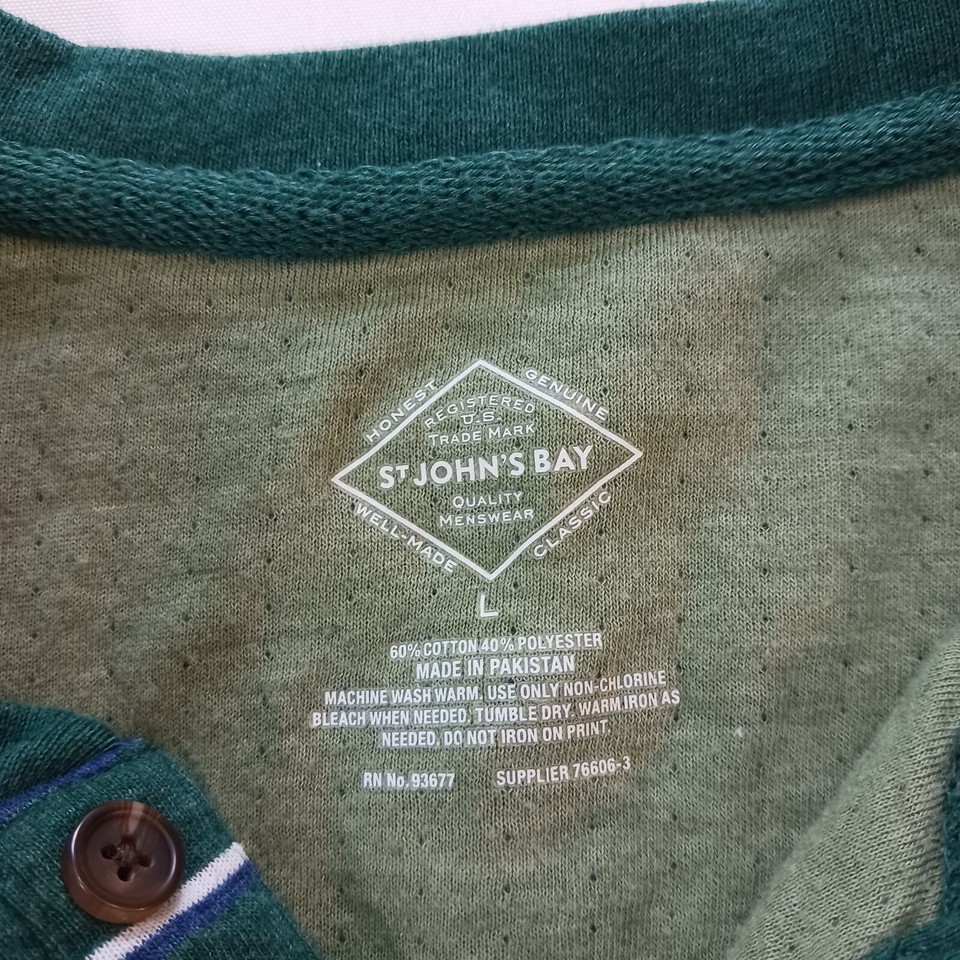 HONEST
GENUINE
REGISTERED
U.S.
TRADE MARK
ST JOHN'S BAY
QUALITY
MENSWEAR
WELL-MADE
CLASSIC
L
60% COTTON 40% POLYESTER
MADE IN PAKISTAN
MACHINE WASH WARM. USE ONLY NON-CHLORINE
BLEACH WHEN NEEDED. TUMBLE DRY. WARM IRON AS
NEEDED. DO NOT IRON ON PRINT.
RN No. 93677 SUPPLIER 76606-3